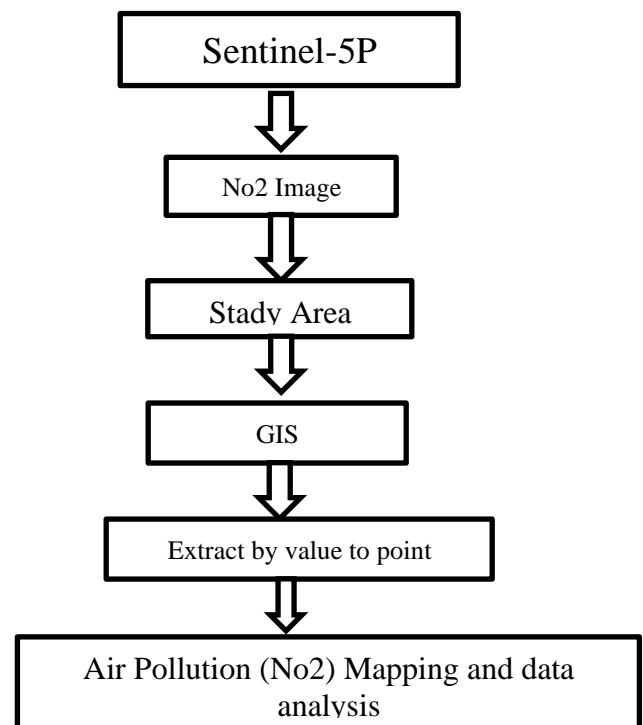 Sentinel-5P
No2 Image
Stady Area
GIS
Extract by value to point
Air Pollution (No2) Mapping and data
analysis